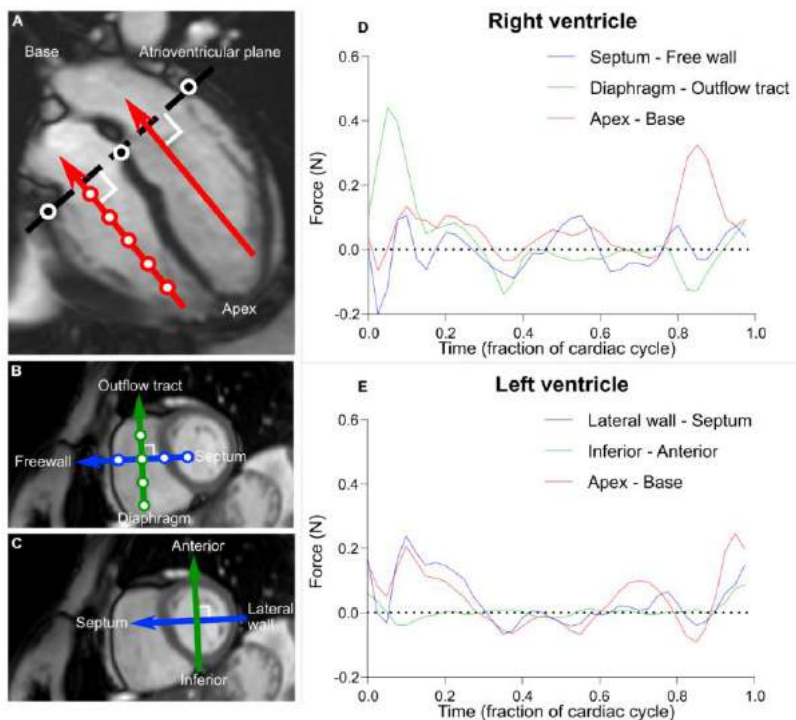 A
Base
Atrioventricular plane
Apex
B
Outflow tract
Freewall
Septum
Diaphragm
C
Anterior
Septum
Lateral
wall
Inferior
D
Right ventricle
Septum - Free wall
Diaphragm - Outflow tract
Apex - Base
Force (N)
0.6
0.4
0.2
0.0
-0.2
0.0 0.2 0.4 0.6 0.8 1.0
Time (fraction of cardiac cycle)
E
Left ventricle
Lateral wall - Septum
Inferior - Anterior
Apex - Base
Force (N)
0.6
0.4
0.2
0.0
-0.2
0.0 0.2 0.4 0.6 0.8 1.0
Time (fraction of cardiac cycle)